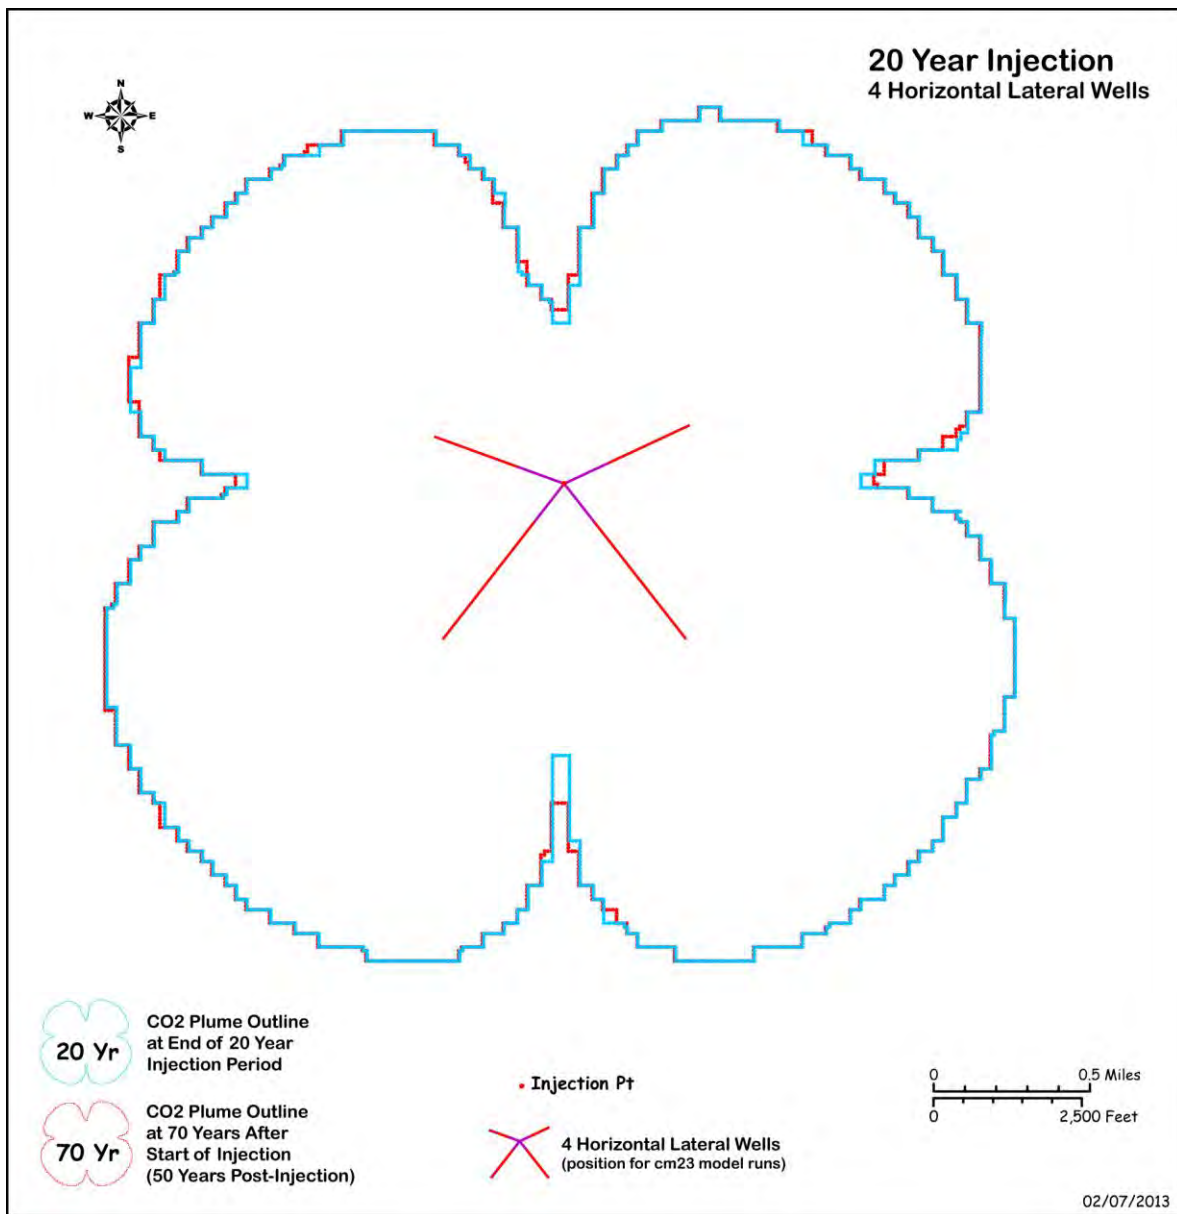 20 Year Injection
4 Horizontal Lateral Wells
N
W E
S
20 Yr
CO2 Plume Outline
at End of 20 Year
Injection Period
70 Yr
CO2 Plume Outline
at 70 Years After
Start of Injection
(50 Years Post-Injection)
Injection Pt
4 Horizontal Lateral Wells
(position for cm23 model runs)
0 0.5 Miles
0 2,500 Feet
02/07/2013